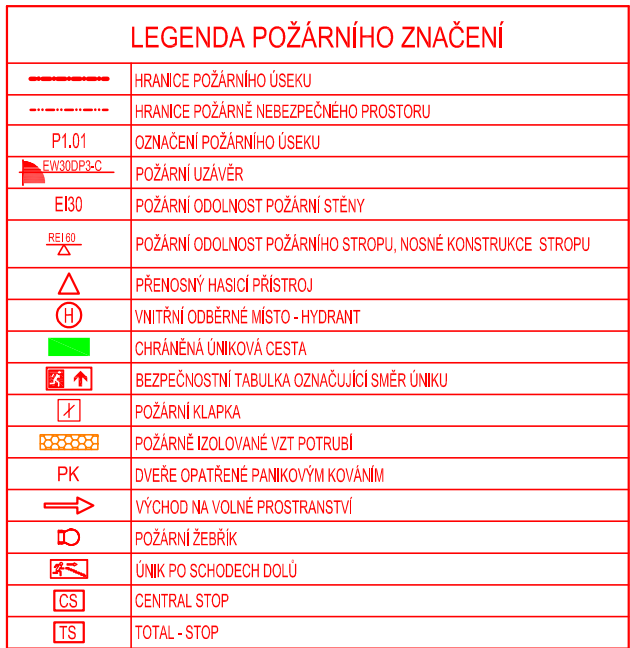 LEGENDA POŽÁRNÍHO ZNAČENÍ
HRANICE POŽÁRNÍHO ÚSEKU
HRANICE POŽÁRNĚ NEBEZPEČNÉHO PROSTORU
P1.01 OZNAČENÍ POŽÁRNÍHO ÚSEKU
EW30DP3-C POŽÁRNÍ UZÁVĚR
EI30 POŽÁRNÍ ODOLNOST POŽÁRNÍ STĚNY
REI60 POŽÁRNÍ ODOLNOST POŽÁRNÍHO STROPU, NOSNÉ KONSTRUKCE STROPU
PŘENOSNÝ HASICÍ PŘÍSTROJ
H VNITŘNÍ ODBĚRNÉ MÍSTO - HYDRANT
CHRÁNĚNÁ ÚNIKOVÁ CESTA
BEZPEČNOSTNÍ TABULKA OZNAČUJÍCÍ SMĚR ÚNIKU
POŽÁRNÍ KLAPKA
POŽÁRNĚ IZOLOVANÉ VZT POTRUBÍ
PK DVEŘE OPATŘENÉ PANIKOVÝM KOVÁNÍM
VÝCHOD NA VOLNÉ PROSTRANSTVÍ
POŽÁRNÍ ŽEBŘÍK
ÚNIK PO SCHODECH DOLŮ
CS CENTRAL STOP
TS TOTAL - STOP